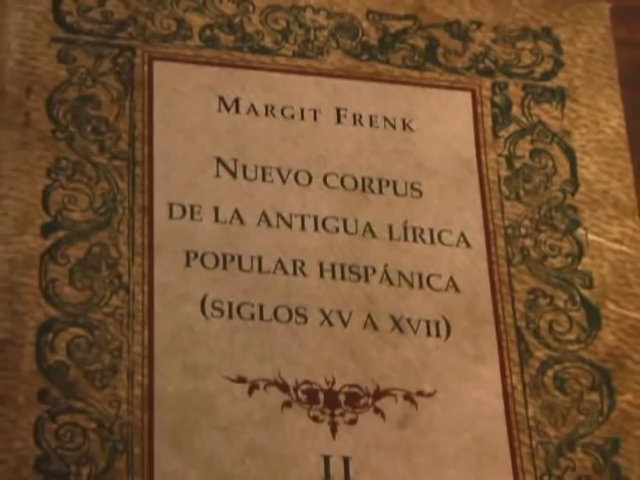 MARGIT FRENK
NUEVO CORPUS
DE LA ANTIGUA LÍRICA
POPULAR HISPÁNICA
(SIGLOS XV A XVII)
II